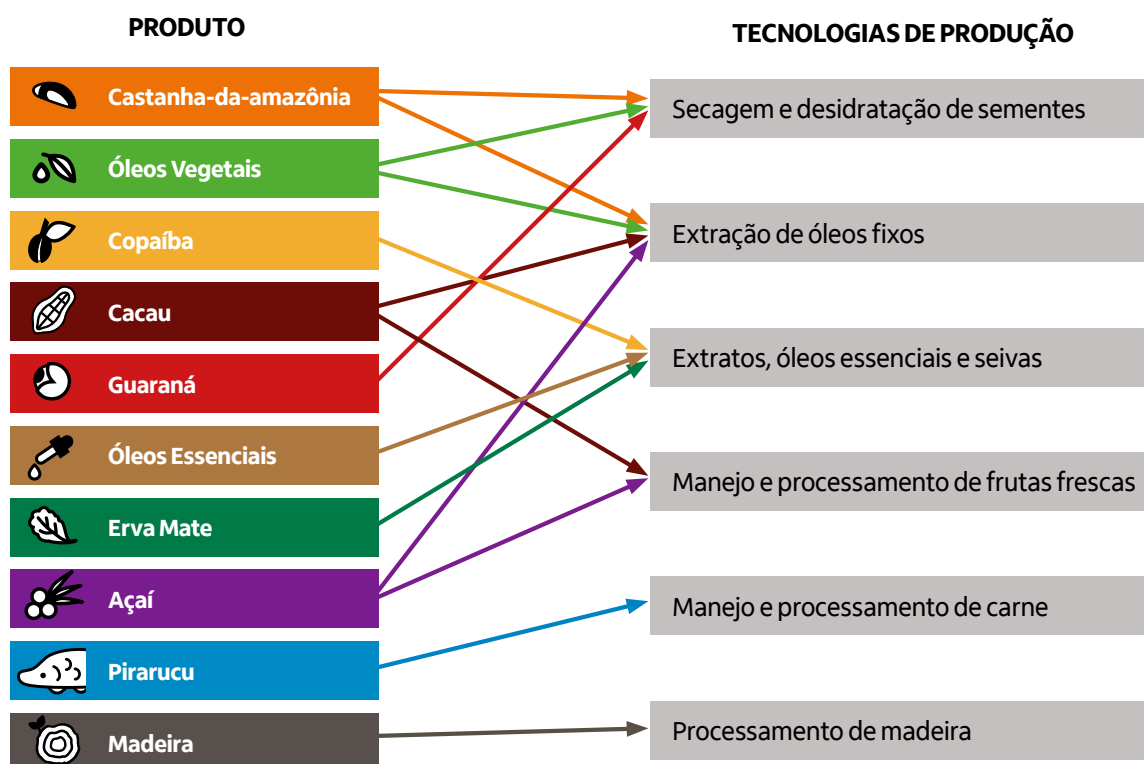 PRODUTO
Castanha-da-amazônia
Óleos Vegetais
Copaíba
Cacau
Guaraná
Óleos Essenciais
Erva Mate
Açaí
Pirarucu
Madeira
TECNOLOGIAS DE PRODUÇÃO
Secagem e desidratação de sementes
Extração de óleos fixos
Extratos, óleos essenciais e seivas
Manejo e processamento de frutas frescas
Manejo e processamento de carne
Processamento de madeira